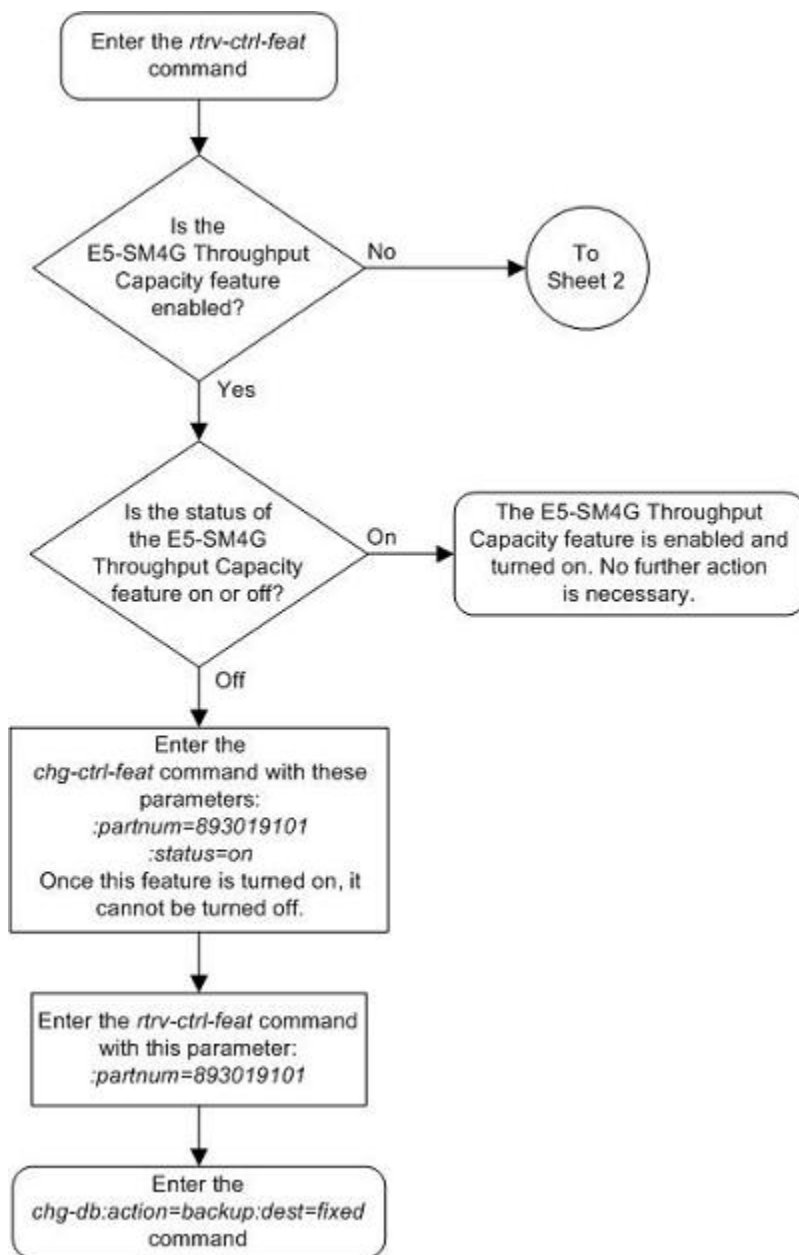 Enter the rtrv-ctrl-feat
command
Is the
E5-SM4G Throughput
Capacity feature
enabled?
No
To
Sheet 2
Yes
Is the status of
the E5-SM4G
Throughput Capacity
feature on or off?
On
The E5-SM4G Throughput
Capacity feature is enabled and
turned on. No further action
is necessary.
Off
Enter the
chg-ctrl-feat command with these
parameters:
:partnum=893019101
:status=on
Once this feature is turned on, it
cannot be turned off.
Enter the rtrv-ctrl-feat command
with this parameter:
:partnum=893019101
Enter the
chg-db:action=backup:dest=fixed
command